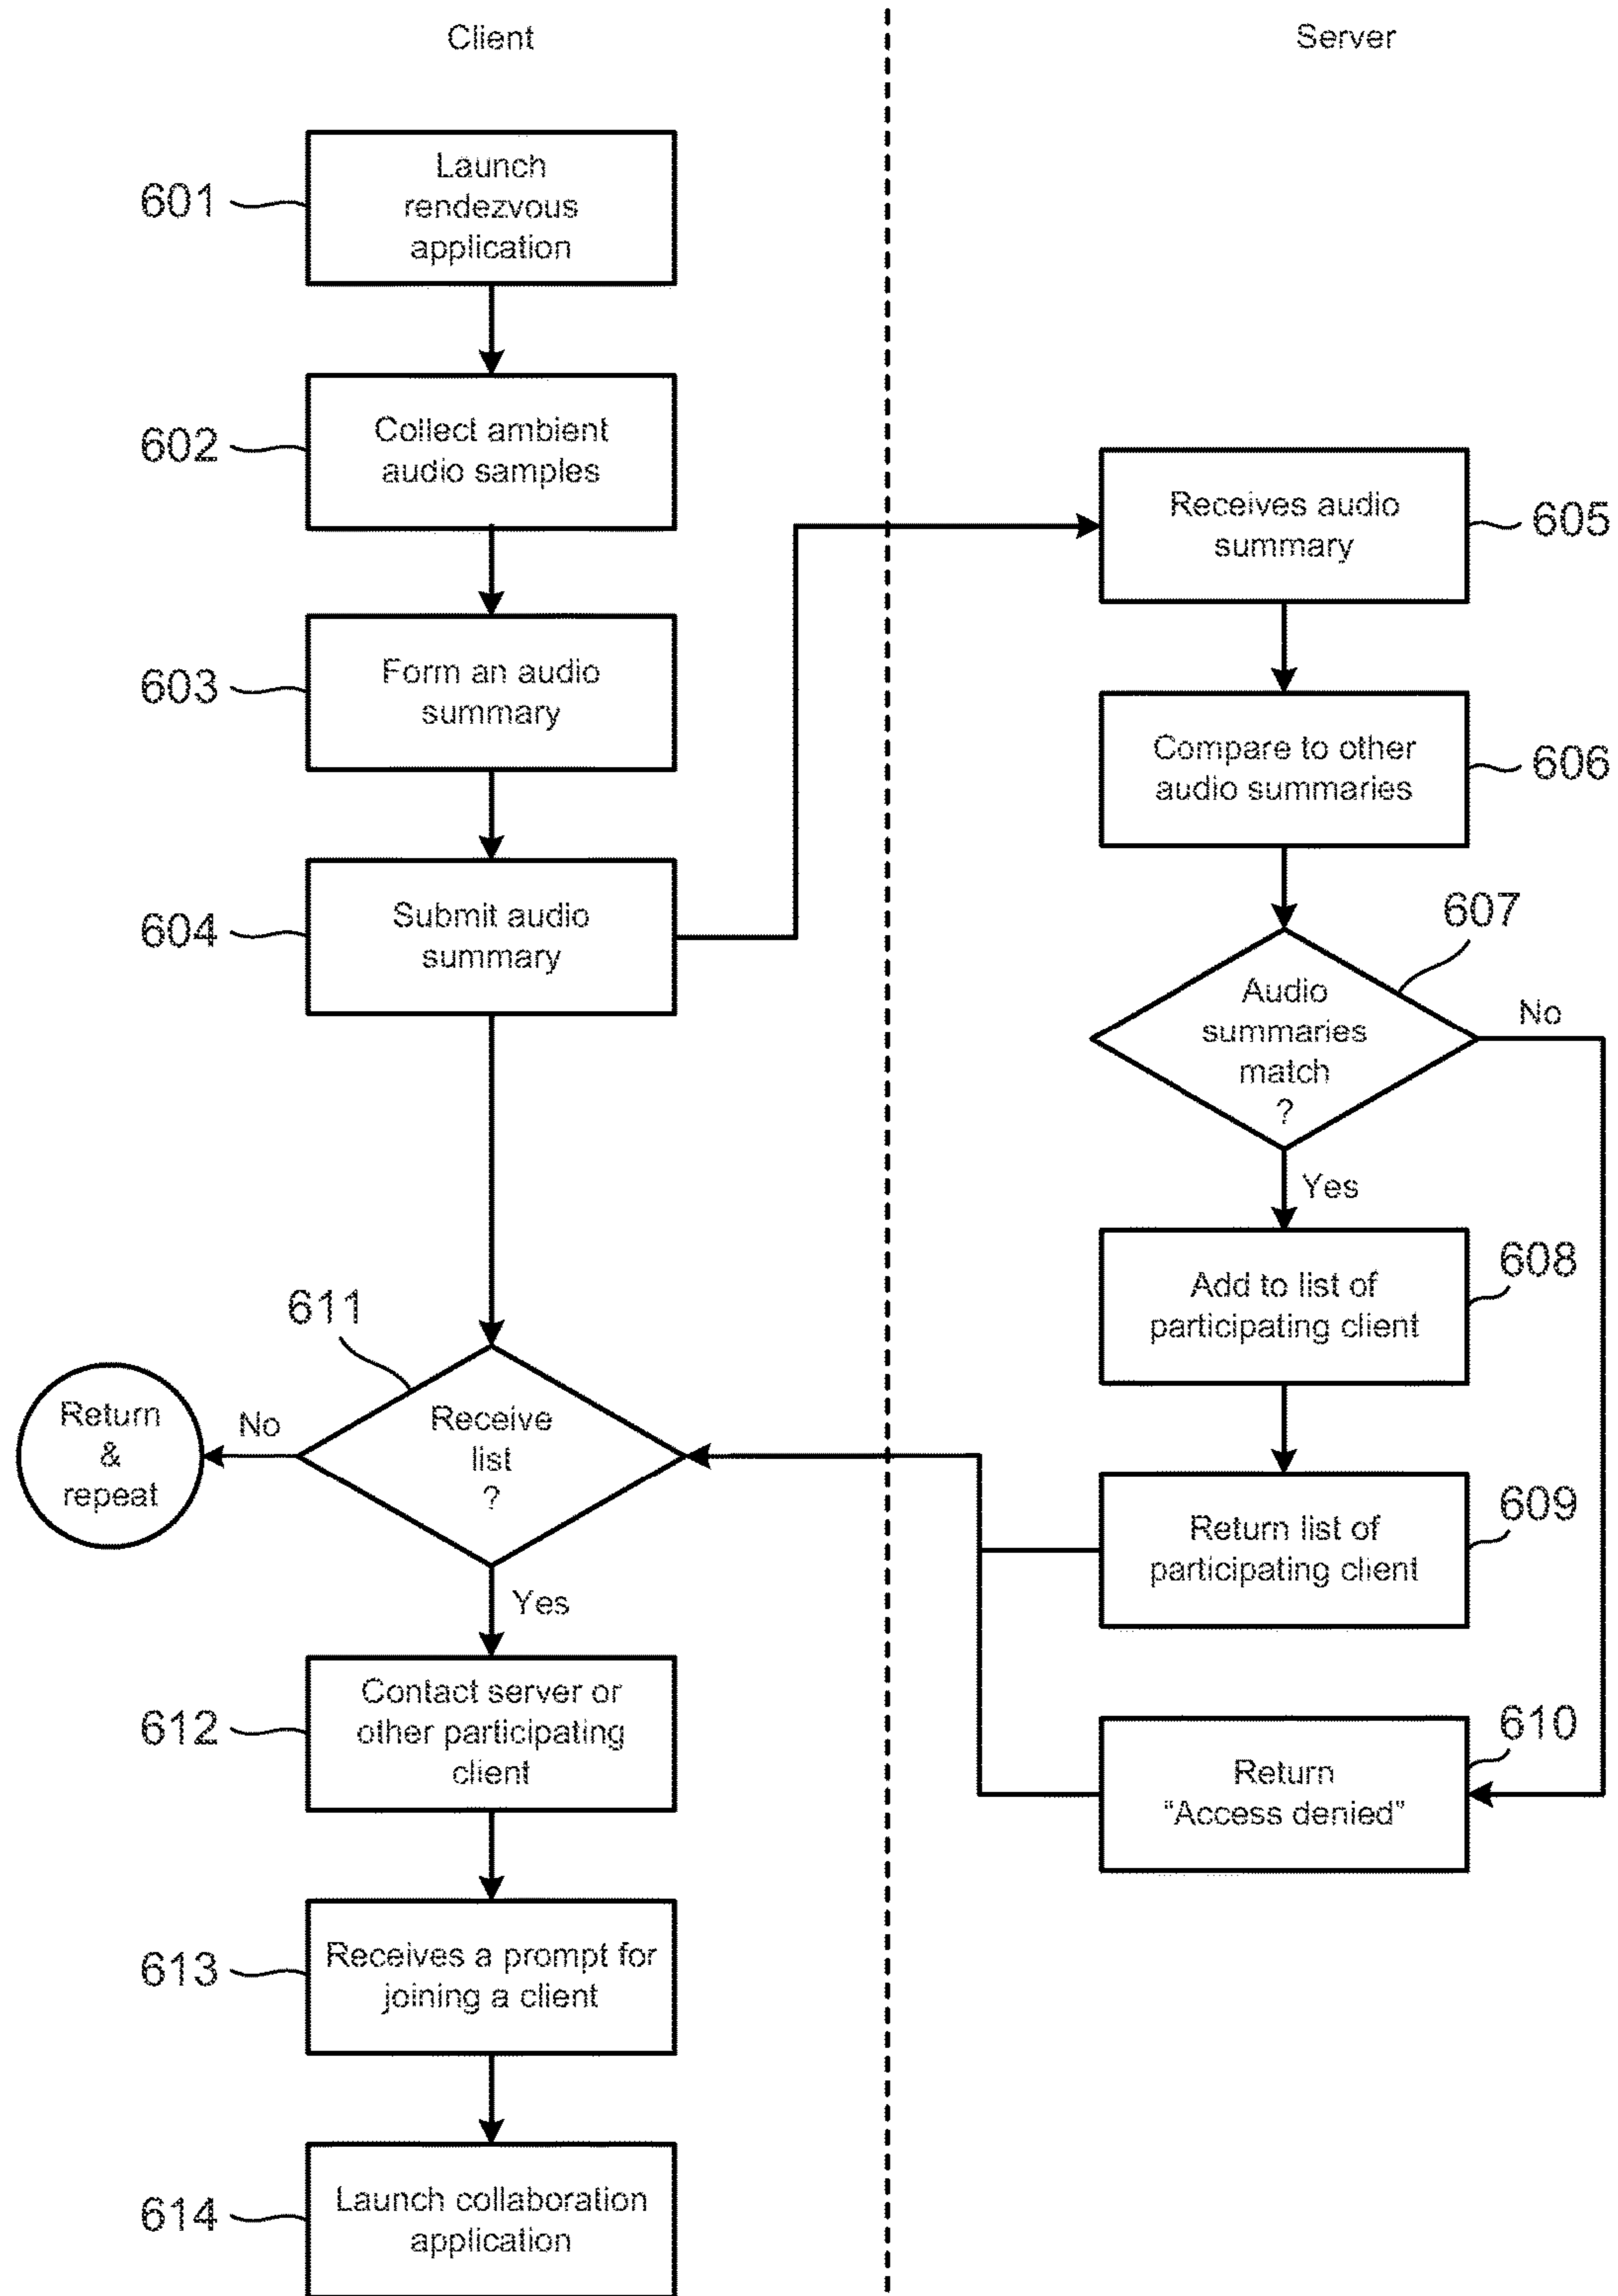 Client
Server
601
Launch
rendezvous
application
602
Collect ambient
audio samples
603
Form an audio
summary
604
Submit audio
summary
Receives audio
summary
605
Compare to other
audio summaries
606
607
Audio
summaries
match
?
No
Yes
Add to list of
participating client
608
Return list of
participating client
609
Return
“Access denied”
610
611
Receive
list
?
No
Return
&
repeat
Yes
612
Contact server or
other participating
client
613
Receives a prompt for
joining a client
614
Launch collaboration
application